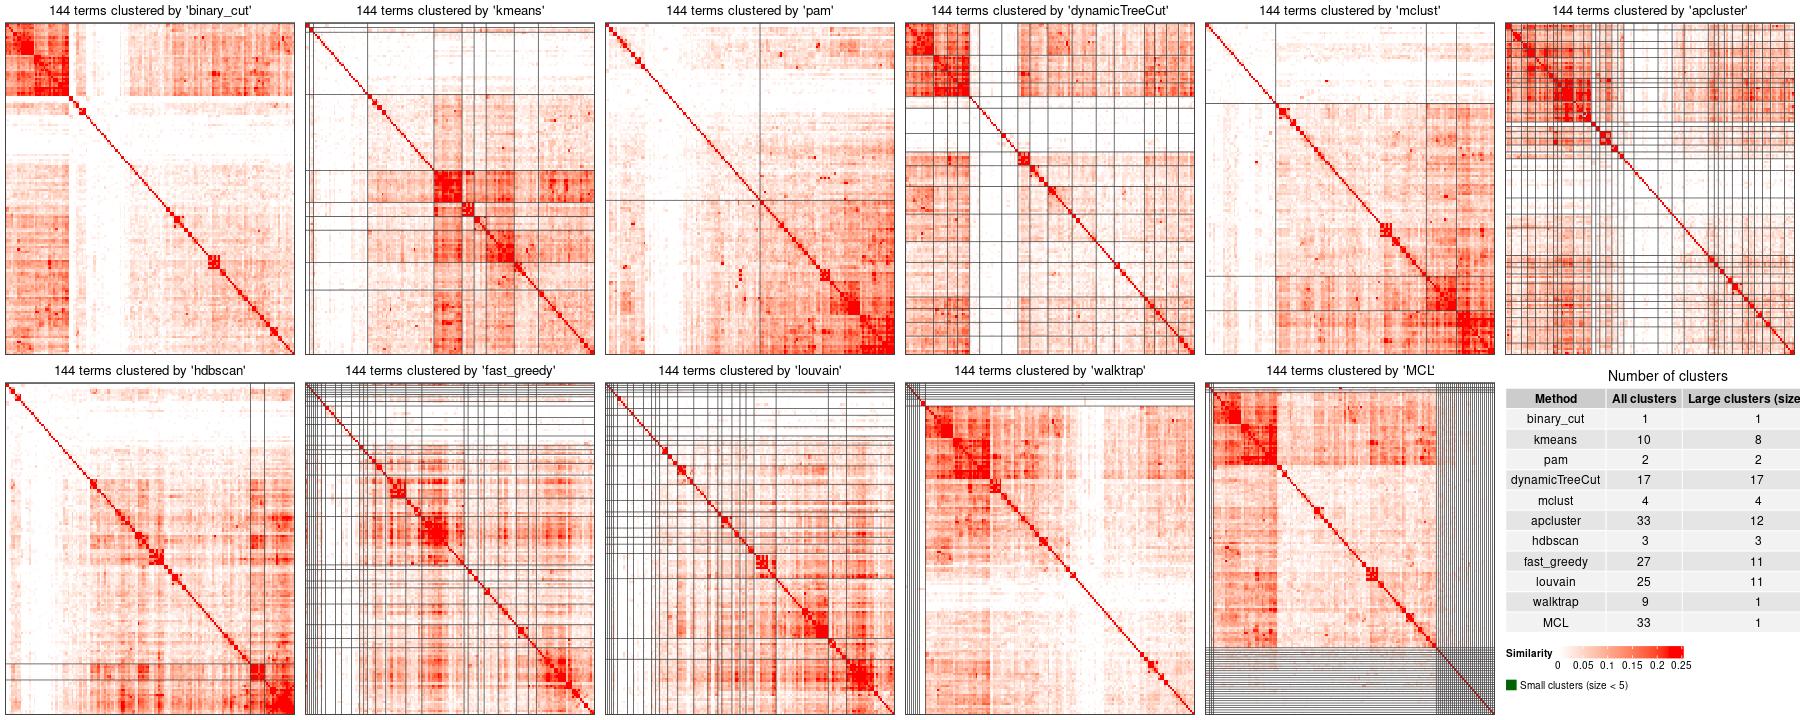 144 terms clustered by 'binary_cut'
144 terms clustered by 'kmeans'
144 terms clustered by 'pam'
144 terms clustered by 'dynamicTreeCut'
144 terms clustered by 'mclust'
144 terms clustered by 'apcluster'
144 terms clustered by 'hdbscan'
144 terms clustered by 'fast_greedy'
144 terms clustered by 'louvain'
144 terms clustered by 'walktrap'
144 terms clustered by 'MCL'
Number of clusters
Method All clusters Large clusters (size
binary_cut 1 1
kmeans 10 8
pam 2 2
dynamicTreeCut 17 17
mclust 4 4
apcluster 33 12
hdbscan 3 3
fast_greedy 27 11
louvain 25 11
walktrap 9 1
MCL 33 1
Similarity
0 0.05 0.1 0.15 0.2 0.25
Small clusters (size < 5)